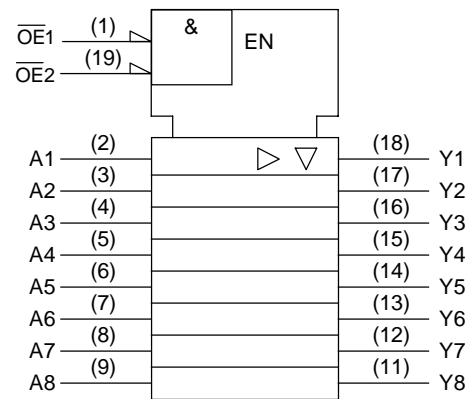 &
EN
OE1 (1)
OE2 (19)
A1 (2) (18) Y1
A2 (3) (17) Y2
A3 (4) (16) Y3
A4 (5) (15) Y4
A5 (6) (14) Y5
A6 (7) (13) Y6
A7 (8) (12) Y7
A8 (9) (11) Y8